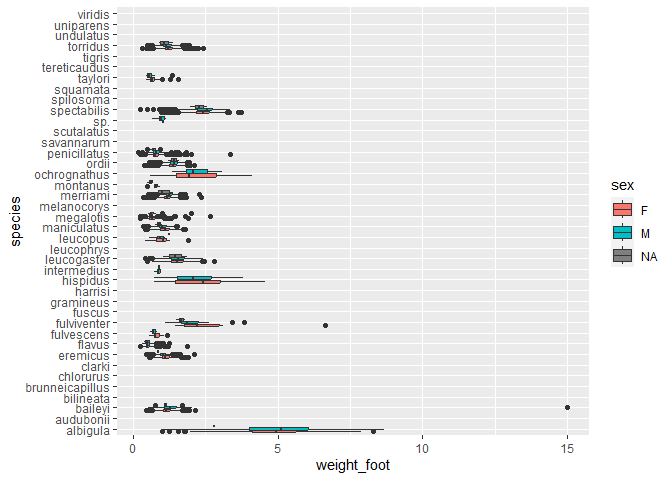 viridis
uniparens
undulatus
torridus
tigris
tereticaudus
taylori
squamata
spilosoma
spectabilis
sp.
scutalatus
savannarum
penicillatus
ordii
ochrognathus
montanus
merriami
melanocorys
megalotis
maniculatus
leucopus
leucophrys
leucogaster
intermedius
hispidus
harrisi
gramineus
fuscus
fulviventer
fulvescens
flavus
eremicus
clarki
chlorurus
brunneicapillus
bilineata
baileyi
audubonii
albigula
species
0 5 10 15
weight_foot
sex
F
M
NA